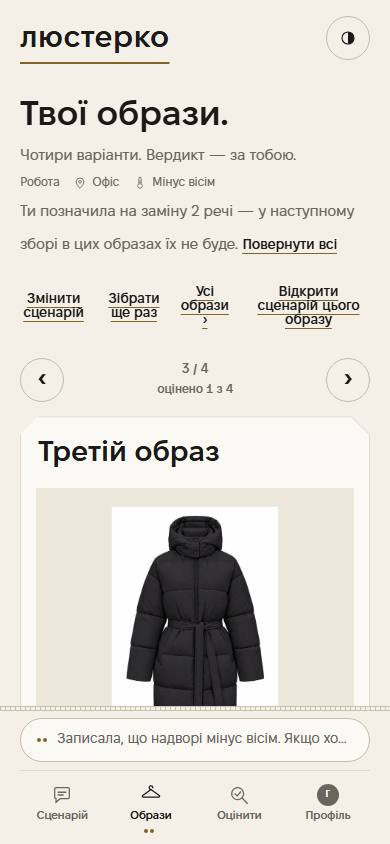 люстерко
Твої образи.
Чотири варіанти. Вердикт — за тобою.
Робота Офіс Мінус вісім
Ти позначила на заміну 2 речі — у наступному
зборі в цих образах їх не буде. Повернути всі
Змінити
сценарій
Зібрати
ще раз
Усі
образи
›
Відкрити
сценарій цього
образу
‹
3 / 4
оцінено 1 з 4
›
Третій образ
Записала, що надворі мінус вісім. Якщо хо...
Сценарій
Образи
Оцінити
Г
Профіль